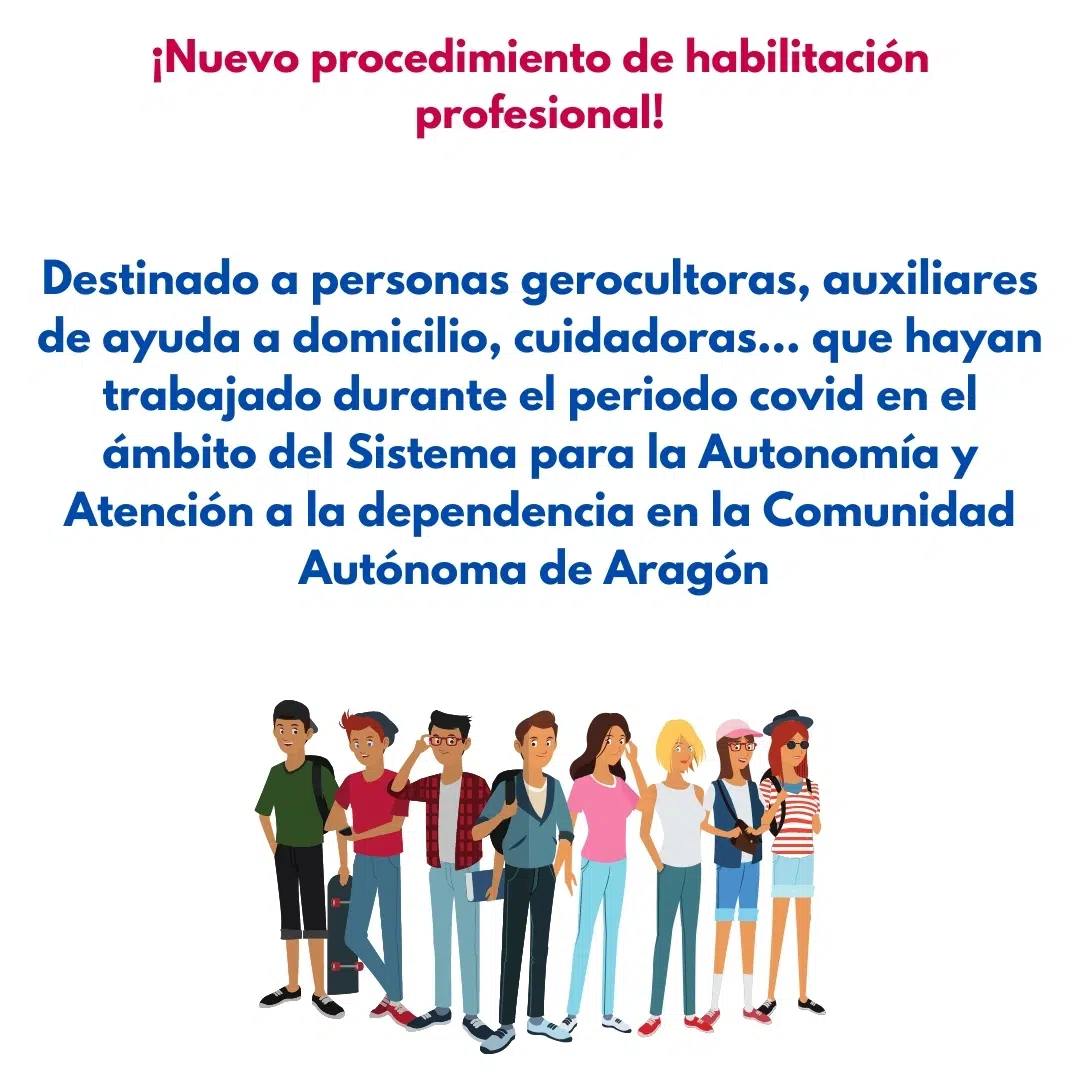 ¡Nuevo procedimiento de habilitación
profesional!
Destinado a personas gerocultoras, auxiliares
de ayuda a domicilio, cuidadoras... que hayan
trabajado durante el periodo covid en el
ámbito del Sistema para la Autonomía y
Atención a la dependencia en la Comunidad
Autónoma de Aragón